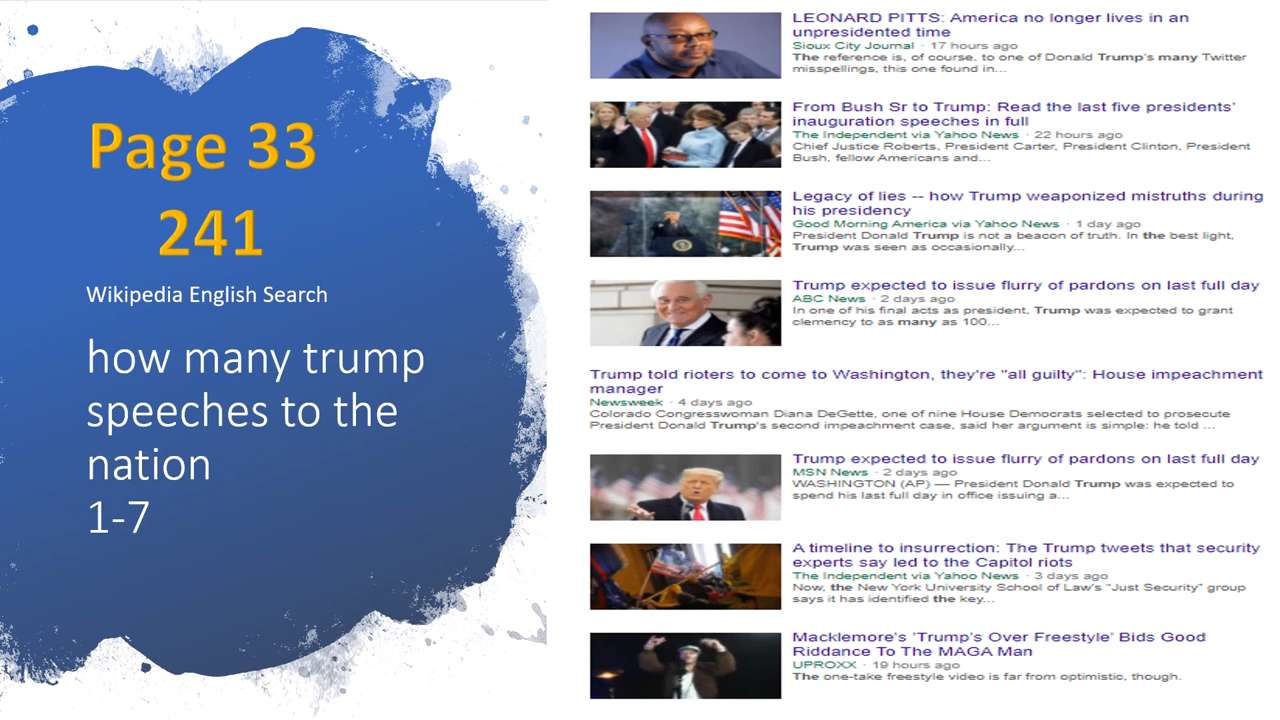 Page 33
241
Wikipedia English Search
how many trump
speeches to the
nation
1-7
LEONARD PITTS: America no longer lives in an
unpresidented time
Sioux City Journal · 17 hours ago
The reference is, of course, to one of Donald Trump's many Twitter
misspellings, this one found in...
From Bush Sr to Trump: Read the last five presidents'
inauguration speeches in full
The Independent via Yahoo News · 22 hours ago
Chief Justice Roberts, President Carter, President Clinton, President
Bush, fellow Americans and...
Legacy of lies -- how Trump weaponized mistruths during
his presidency
Good Morning America via Yahoo News · 1 day ago
President Donald Trump is not a beacon of truth. In the best light,
Trump was seen as occasionally...
Trump expected to issue flurry of pardons on last full day
ABC News · 2 days ago
In one of his final acts as president, Trump was expected to grant
clemency to as many as 100...
Trump told rioters to come to Washington, they're "all guilty": House impeachment
manager
Newsweek · 4 days ago
Colorado Congresswoman Diana DeGette, one of nine House Democrats selected to prosecute
President Donald Trump's second impeachment case, said her argument is simple: he told ...
Trump expected to issue flurry of pardons on last full day
MSN News · 2 days ago
WASHINGTON (AP) — President Donald Trump was expected to
spend his last full day in office issuing a...
A timeline to insurrection: The Trump tweets that security
experts say led to the Capitol riots
The Independent via Yahoo News · 3 days ago
Now, the New York University School of Law's "Just Security" group
says it has identified the key...
Macklemore's 'Trump's Over Freestyle' Bids Good
Riddance To The MAGA Man
UPROXX · 19 hours ago
The one-take freestyle video is far from optimistic, though.